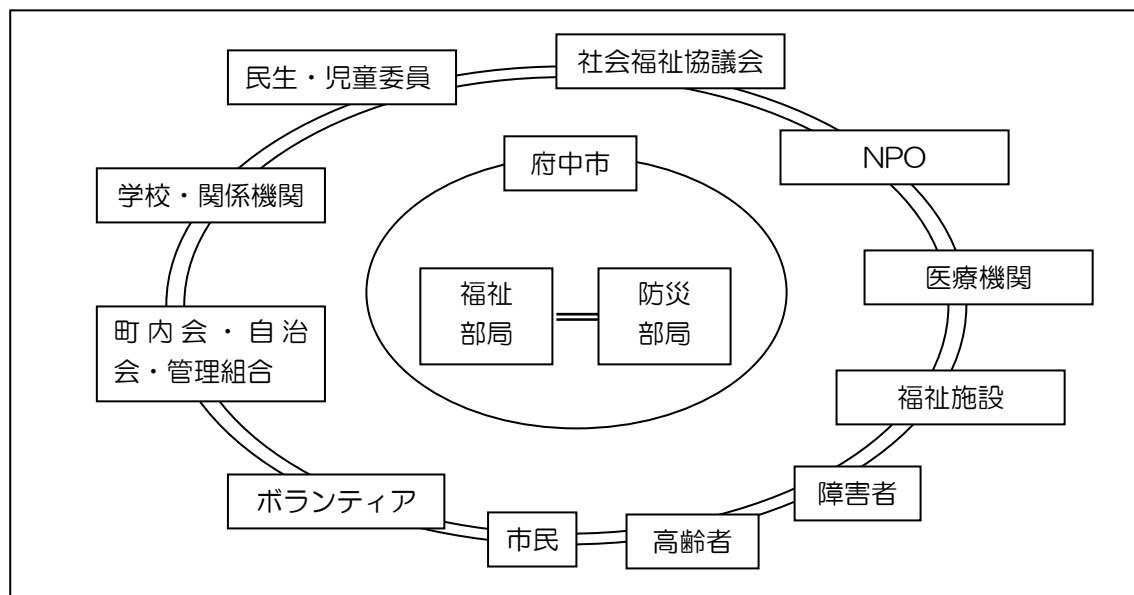 社会福祉協議会
民生・児童委員
NPO
府中市
学校・関係機関
医療機関
福祉
部局
防災
部局
町内会・自治
会・管理組合
福祉施設
ボランティア
障害者
市民
高齢者